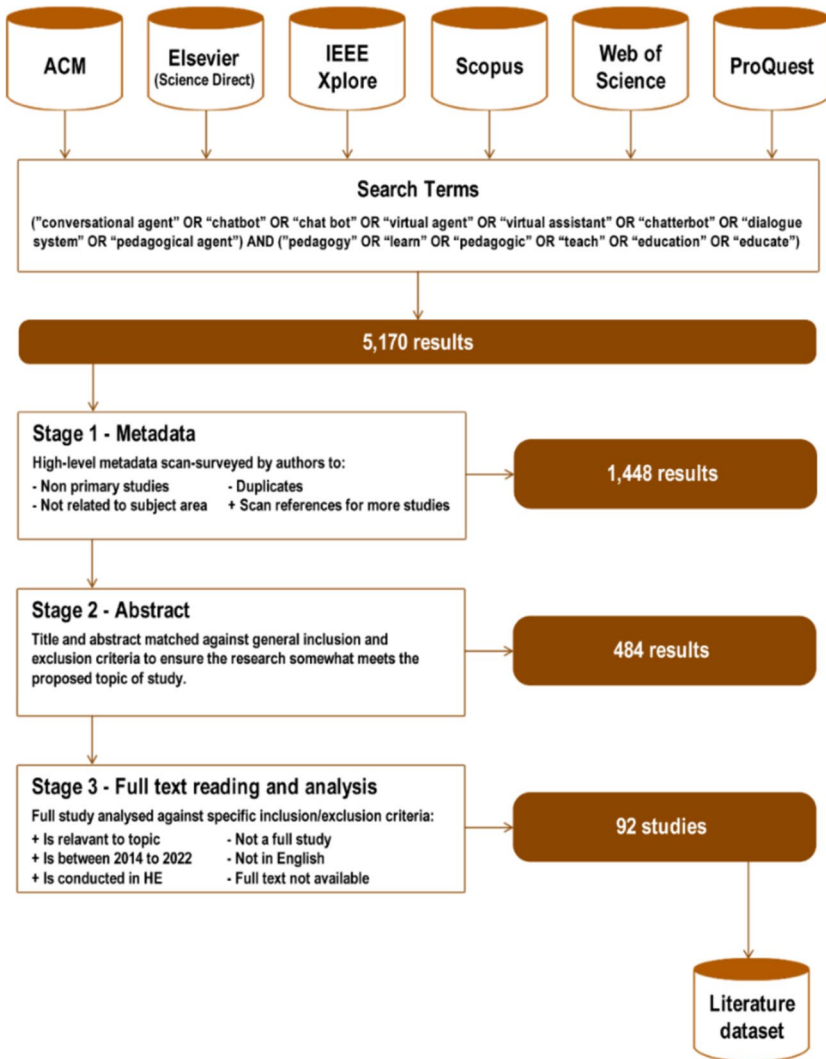 ACM
Elsevier
(Science Direct)
IEEE
Xplore
Scopus
Web of
Science
ProQuest
Search Terms
("conversational agent" OR “chatbot” OR “chat bot” OR “virtual agent” OR “virtual assistant” OR “chatterbot” OR “dialogue
system” OR “pedagogical agent”) AND (“pedagogy” OR “learn” OR “pedagogic” OR “teach” OR “education” OR “educate”)
5,170 results
Stage 1 - Metadata
High-level metadata scan-surveyed by authors to:
- Non primary studies - Duplicates
- Not related to subject area + Scan references for more studies
1,448 results
Stage 2 - Abstract
Title and abstract matched against general inclusion and
exclusion criteria to ensure the research somewhat meets the
proposed topic of study.
484 results
Stage 3 - Full text reading and analysis
Full study analysed against specific inclusion/exclusion criteria:
+ Is relavant to topic - Not a full study
+ Is between 2014 to 2022 - Not in English
+ Is conducted in HE - Full text not available
92 studies
Literature
dataset